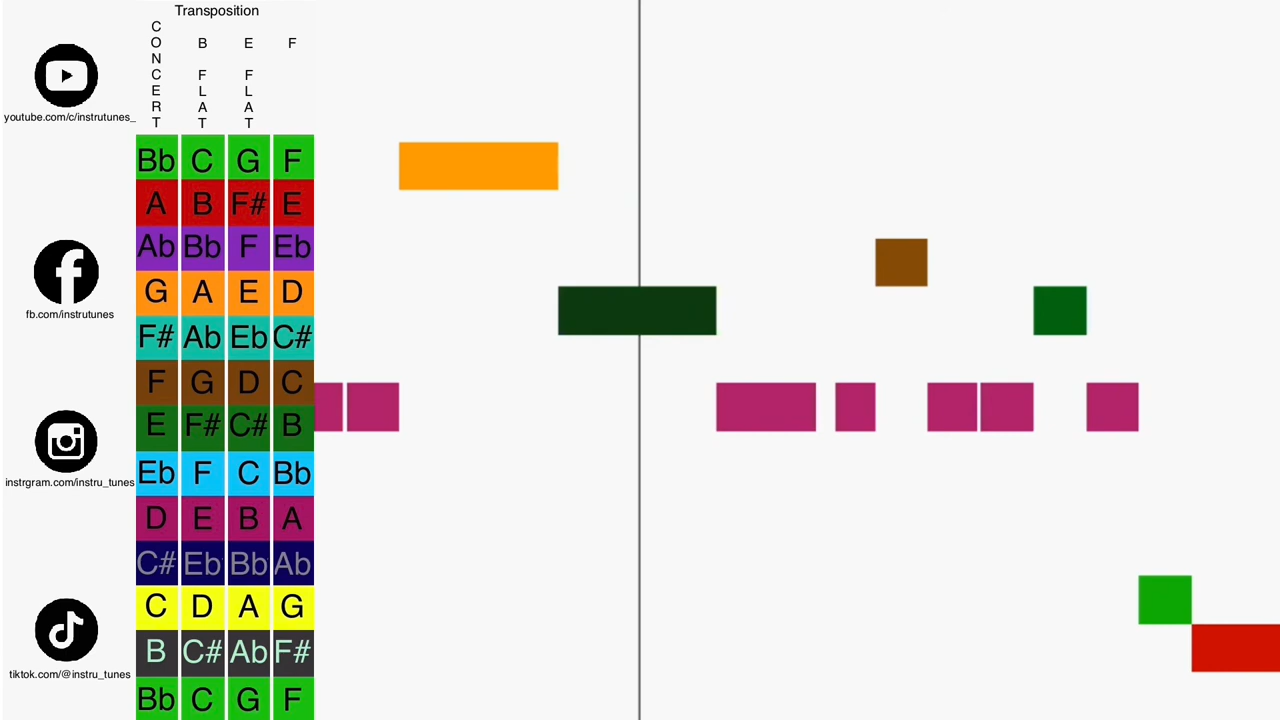 Transposition
CONCERT
B FLAT
E FLAT
F
youtube.com/c/instrutunes_
fb.com/instrutunes
instrgram.com/instru_tunes
tiktok.com/@instru_tunes
Bb C G F
A B F# E
Ab Bb F Eb
G A E D
F# Ab Eb C#
F G D C
E F# C# B
Eb F C Bb
D E B A
C# Eb Bb Ab
C D A G
B C# Ab F#
Bb C G F